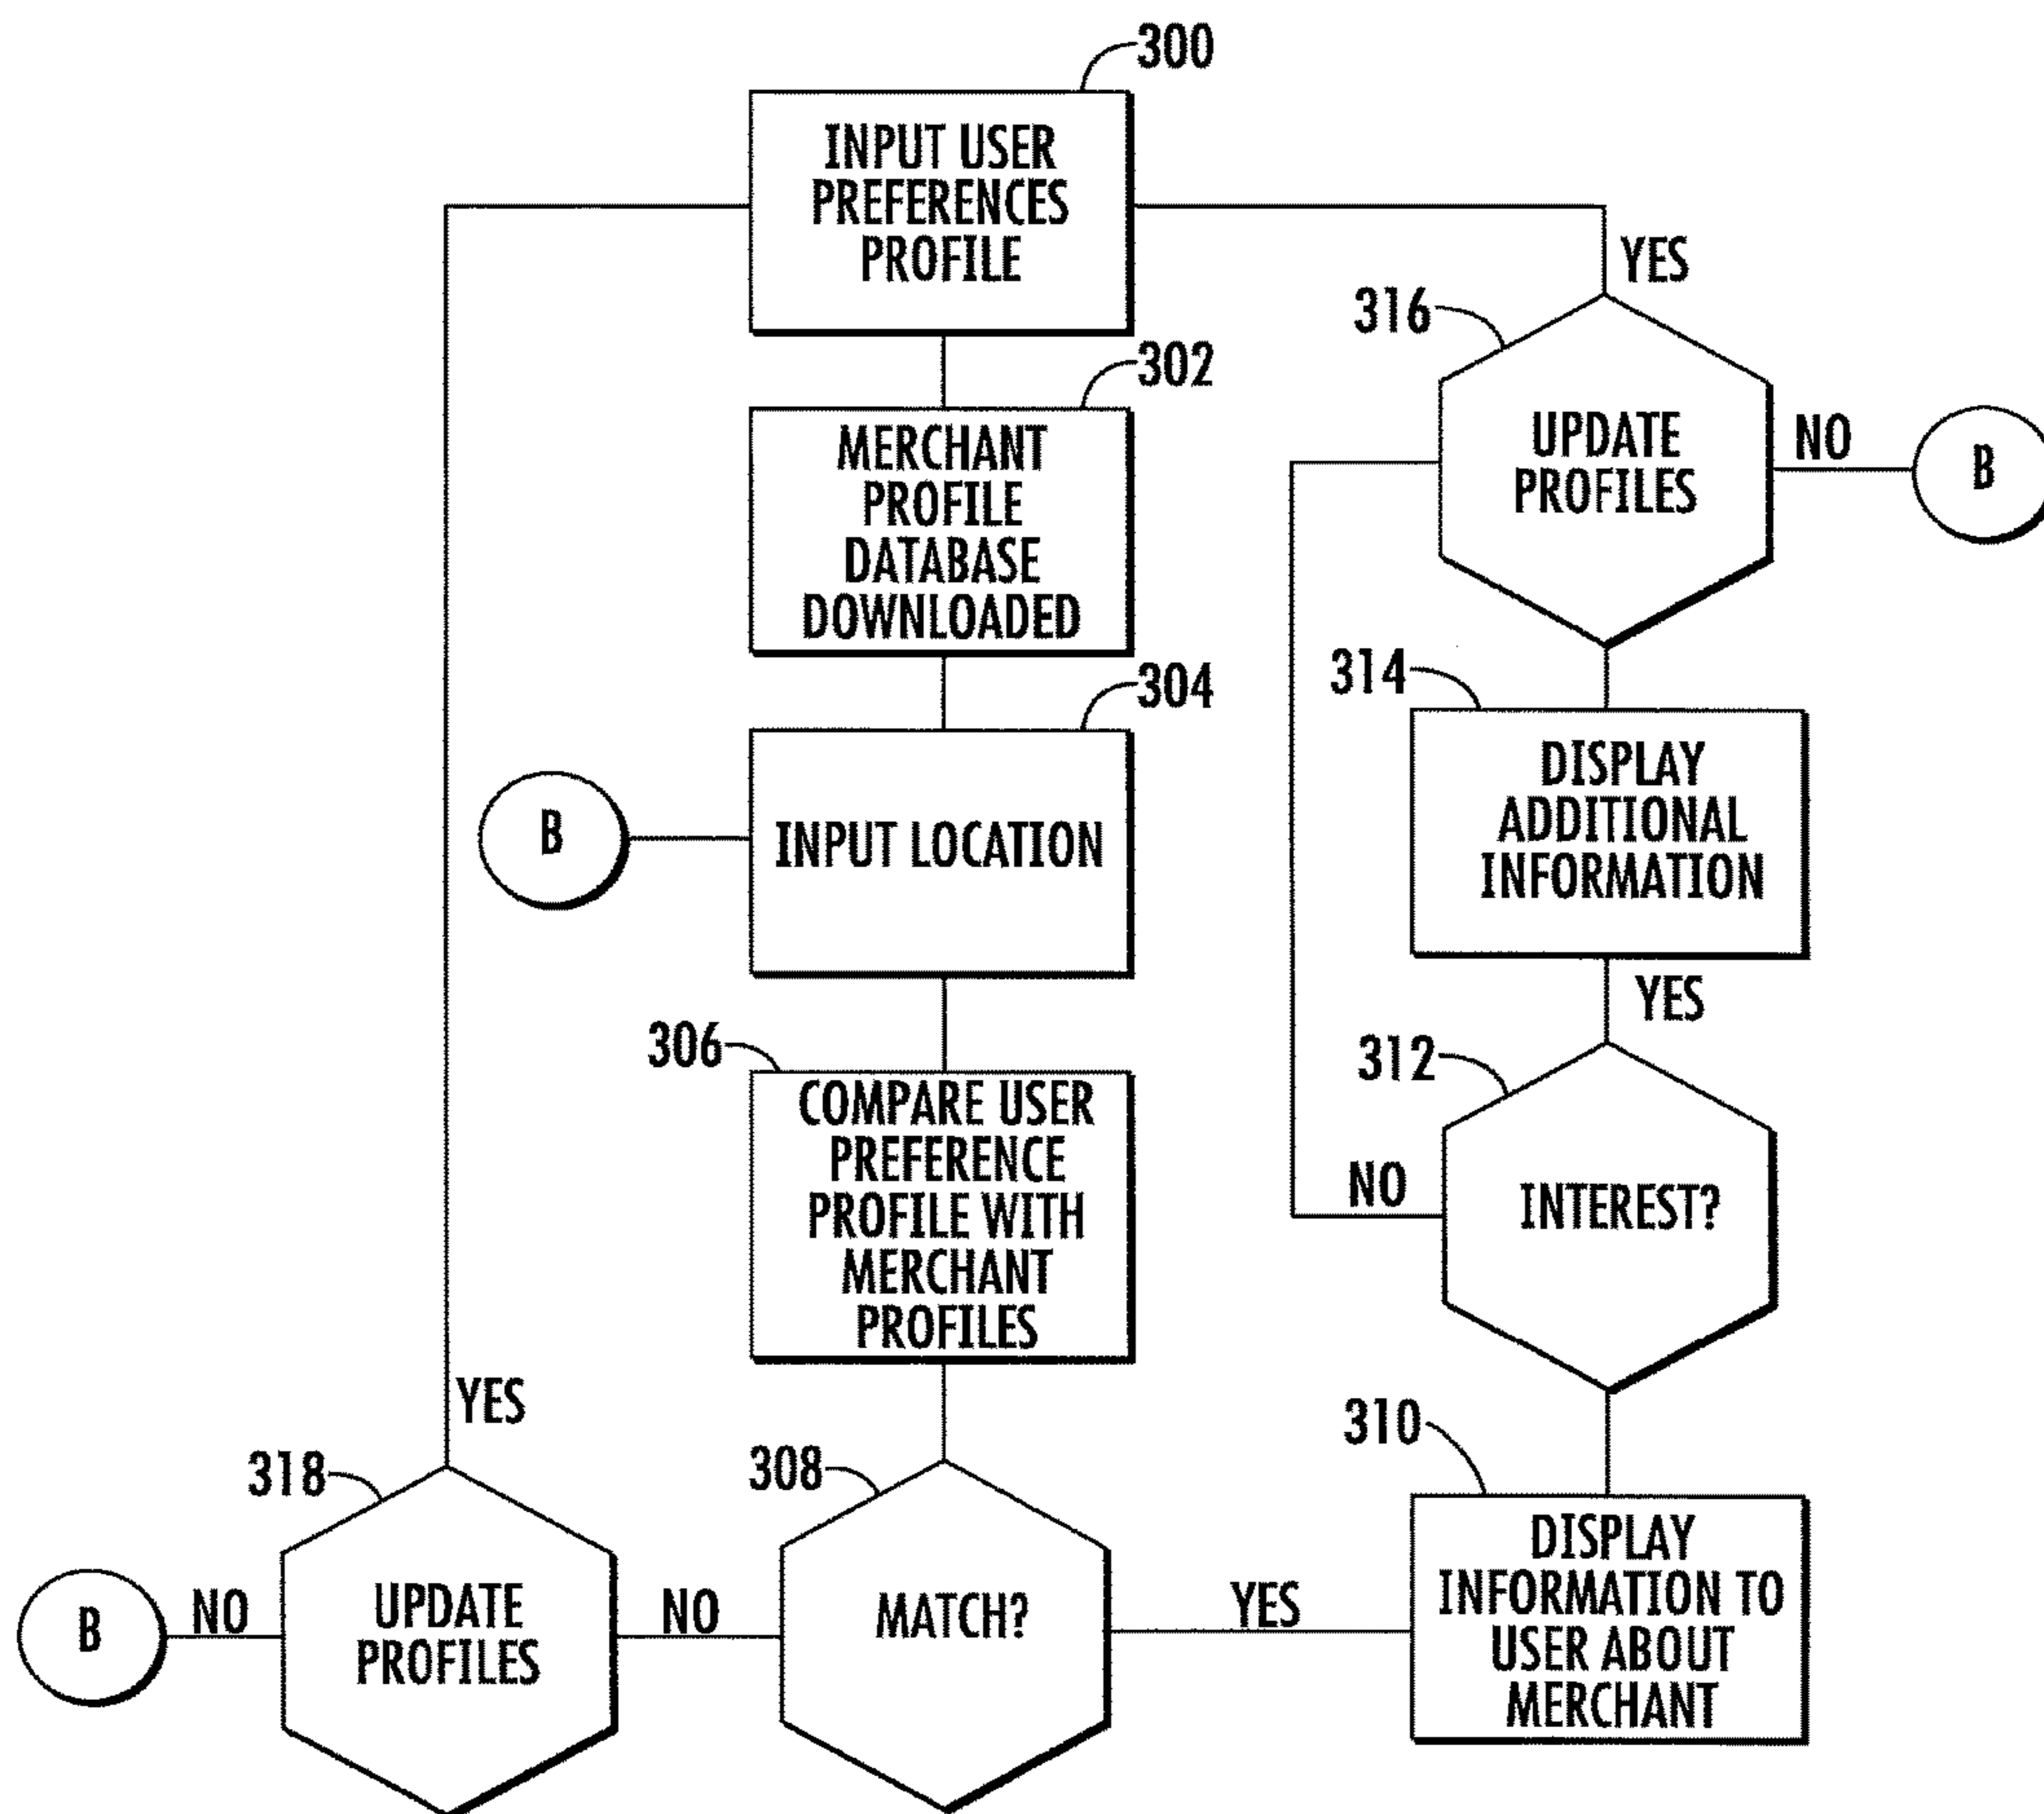 300
INPUT USER
PREFERENCES
PROFILE
YES
316
302
UPDATE
PROFILES
NO
B
MERCHANT
PROFILE
DATABASE
DOWNLOADED
314
304
DISPLAY
ADDITIONAL
INFORMATION
B
INPUT LOCATION
YES
306
312
COMPARE USER
PREFERENCE
PROFILE WITH
MERCHANT
PROFILES
NO
INTEREST?
YES
310
318
308
DISPLAY
INFORMATION TO
USER ABOUT
MERCHANT
B
NO
UPDATE
PROFILES
NO
MATCH?
YES